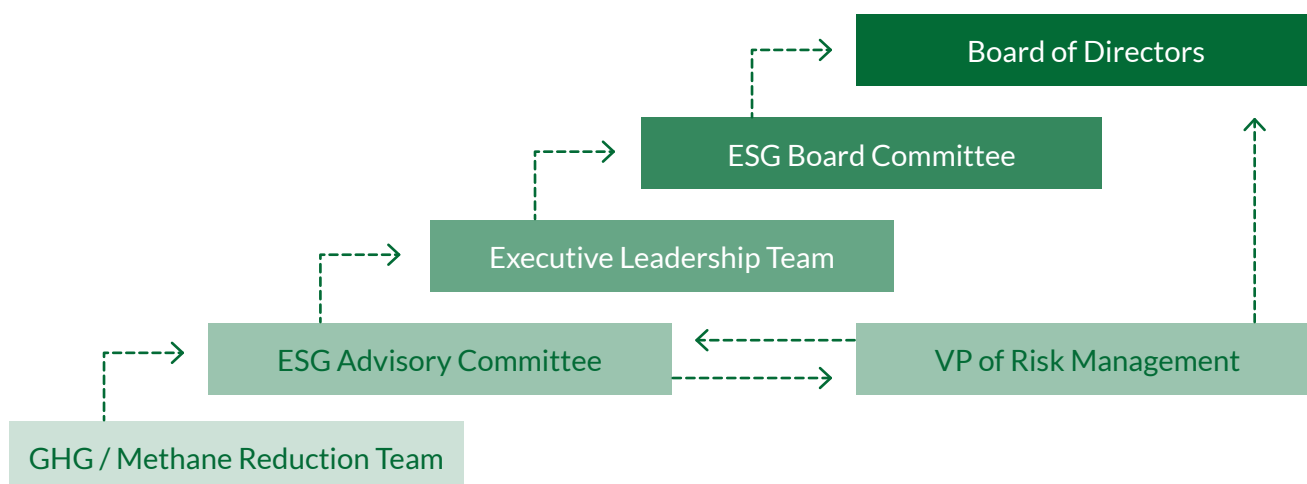 Board of Directors
ESG Board Committee
Executive Leadership Team
ESG Advisory Committee
VP of Risk Management
GHG / Methane Reduction Team